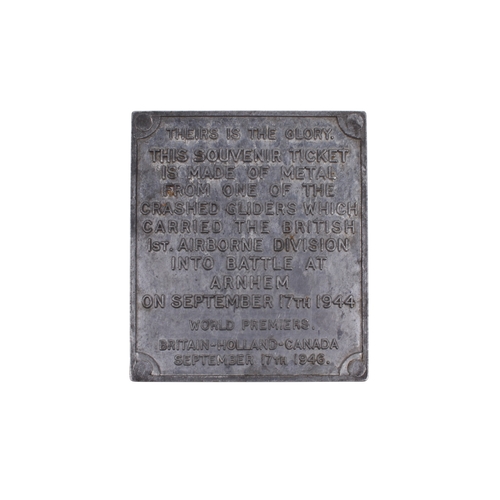 THEIRS IS THE GLORY.
THIS SOUVENIR TICKET
IS MADE OF METAL
FROM ONE OF THE
CRASHED GLIDERS WHICH
CARRIED THE BRITISH
1ST. AIRBORNE DIVISION
INTO BATTLE AT
ARNHEM
ON SEPTEMBER 17TH 1944
WORLD PREMIERS.
BRITAIN-HOLLAND-CANADA
SEPTEMBER 17TH 1946.